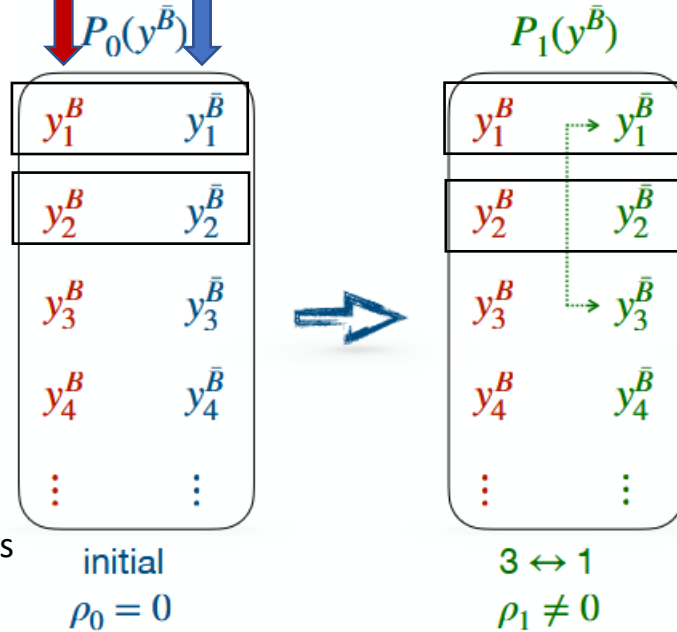 P₀(y^B̄) P₁(y^B̄)
y₁^B y₁^B̄ y₁^B y₁^B̄
y₂^B y₂^B̄ y₂^B y₂^B̄
y₃^B y₃^B̄ y₃^B y₃^B̄
y₄^B y₄^B̄ y₄^B y₄^B̄
⋮ ⋮ ⋮ ⋮
s
initial 3 ↔ 1
ρ₀ = 0 ρ₁ ≠ 0